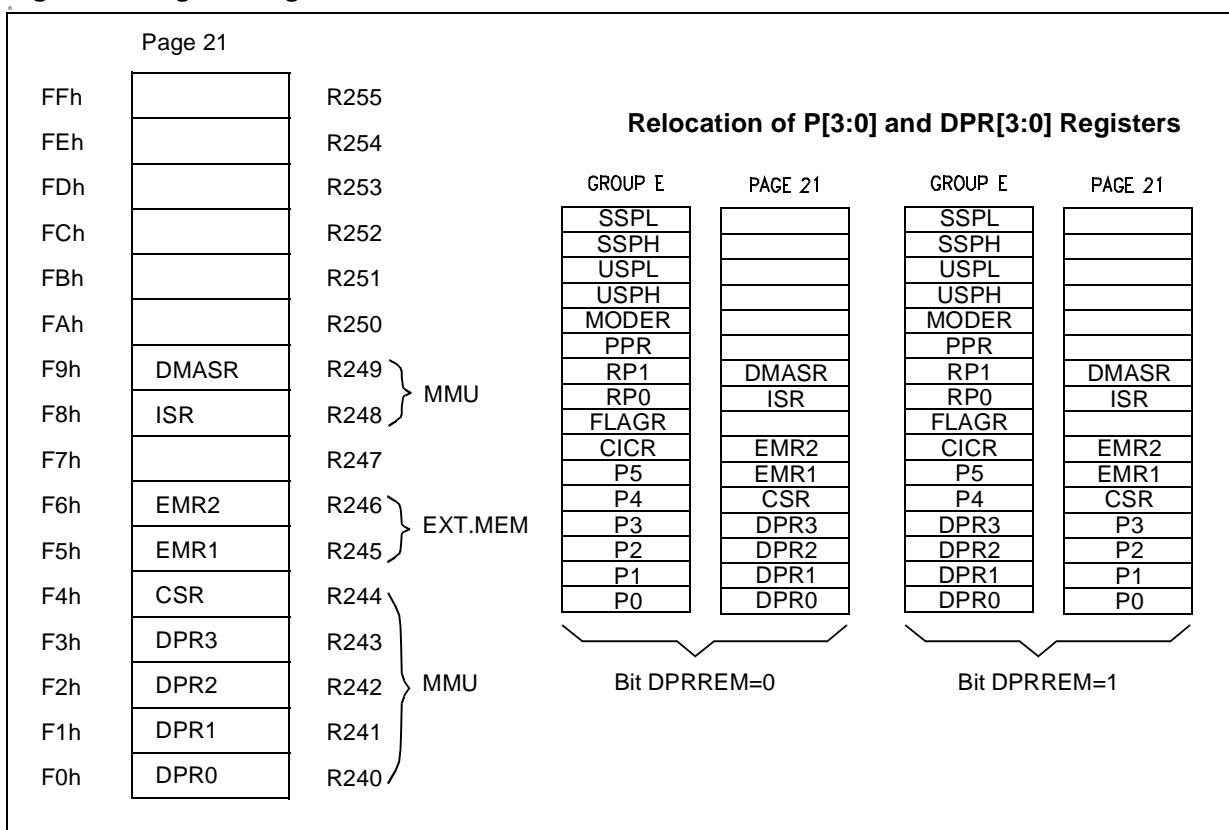 Page 21
FFh R255
FEh R254
FDh R253
FCh R252
FBh R251
FAh R250
F9h DMASR R249
MMU
F8h ISR R248
F7h R247
F6h EMR2 R246
EXT.MEM
F5h EMR1 R245
F4h CSR R244
F3h DPR3 R243
F2h DPR2 R242 MMU
F1h DPR1 R241
F0h DPR0 R240
Relocation of P[3:0] and DPR[3:0] Registers
GROUP E PAGE 21 GROUP E PAGE 21
SSPL SSPL
SSPH SSPH
USPL USPL
USPH USPH
MODER MODER
PPR PPR
RP1 DMASR RP1 DMASR
RP0 ISR RP0 ISR
FLAGR FLAGR
CICR EMR2 CICR EMR2
P5 EMR1 P5 EMR1
P4 CSR P4 CSR
P3 DPR3 DPR3 P3
P2 DPR2 DPR2 P2
P1 DPR1 DPR1 P1
P0 DPR0 DPR0 P0
Bit DPRREM=0 Bit DPRREM=1